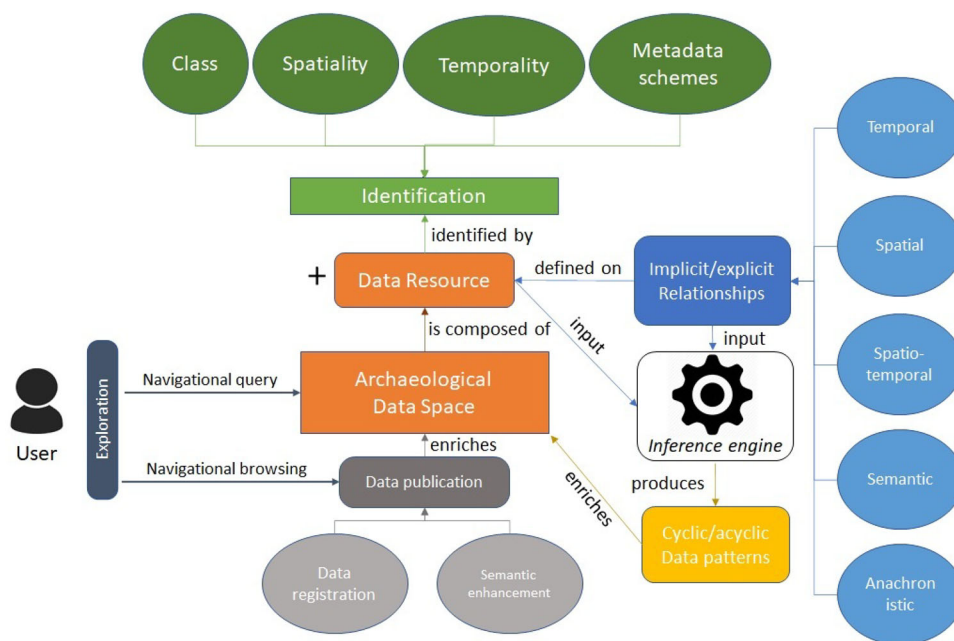 Class
Spatiality
Temporality
Metadata
schemes
Temporal
Identification
identified by
Spatial
+
Data Resource
defined on
Implicit/explicit
Relationships
is composed of
input
input
Spatio-
temporal
Archaeological
Data Space
Navigational query
Exploration
User
Inference engine
enriches
Navigational browsing
Data publication
enriches
produces
Semantic
Cyclic/acyclic
Data patterns
Data
registration
Semantic
enhancement
Anachron
istic